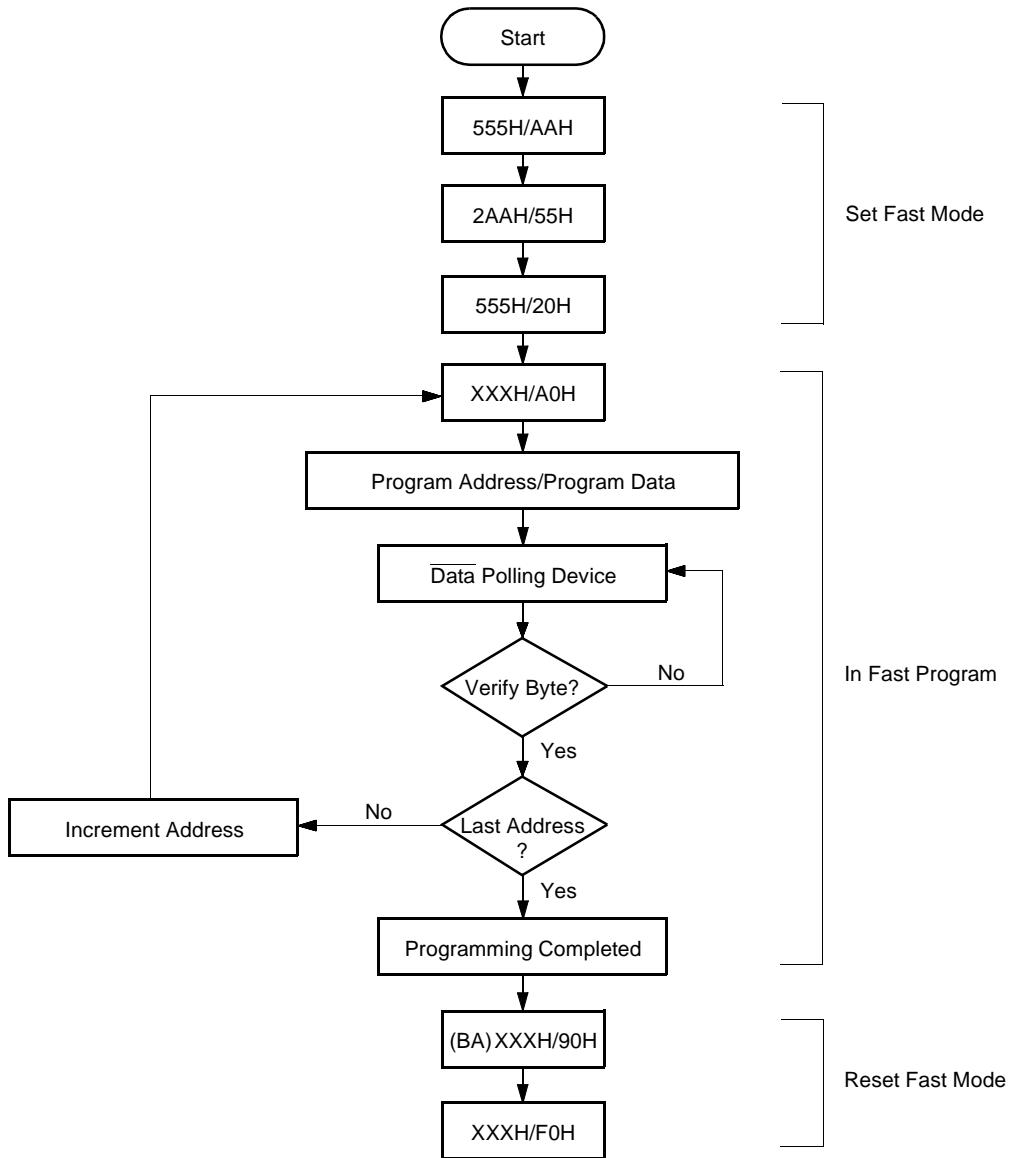 Start
555H/AAH
2AAH/55H
Set Fast Mode
555H/20H
XXXH/A0H
Program Address/Program Data
Data Polling Device
Verify Byte?
No
In Fast Program
Yes
Increment Address
No
Last Address
?
Yes
Programming Completed
(BA) XXXH/90H
Reset Fast Mode
XXXH/F0H